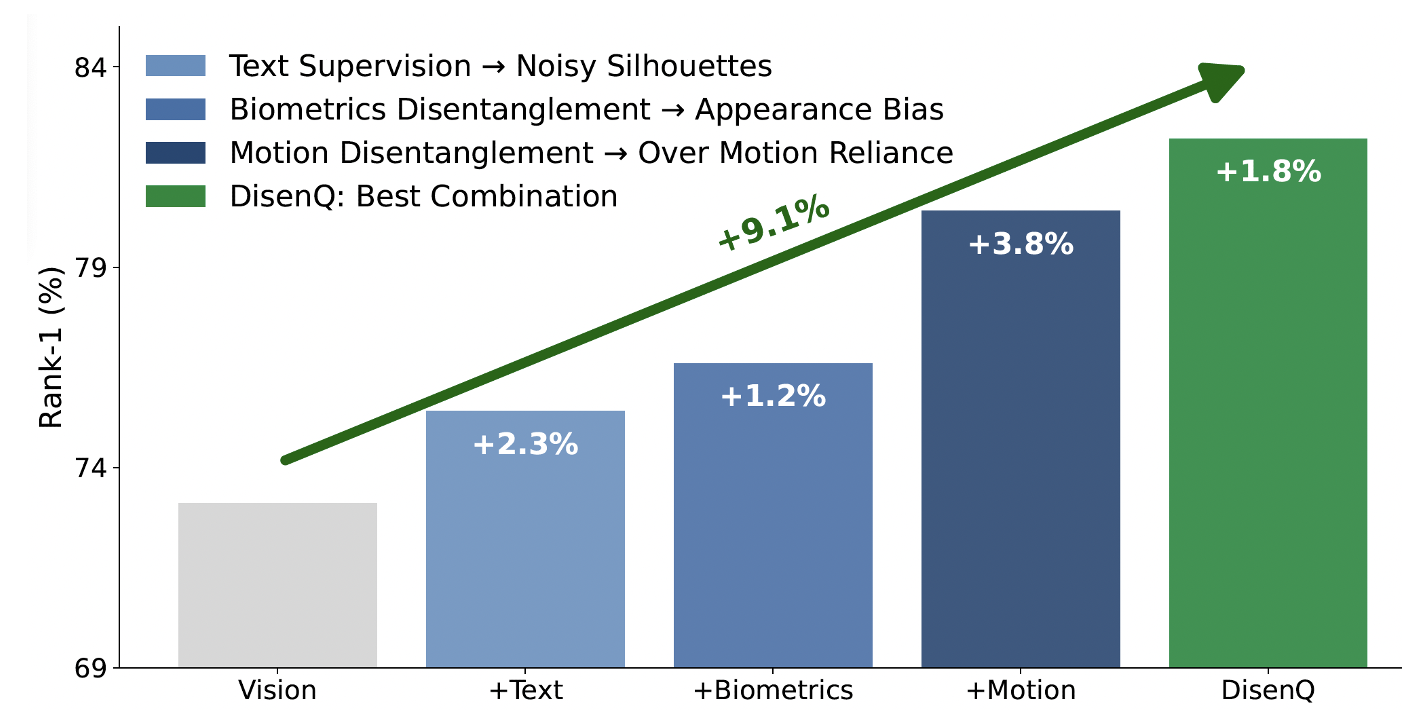 Text Supervision → Noisy Silhouettes
Biometrics Disentanglement → Appearance Bias
Motion Disentanglement → Over Motion Reliance
DisenQ: Best Combination
Rank-1 (%)
84
79
74
69
+9.1%
+2.3%
+1.2%
+3.8%
+1.8%
Vision
+Text
+Biometrics
+Motion
DisenQ